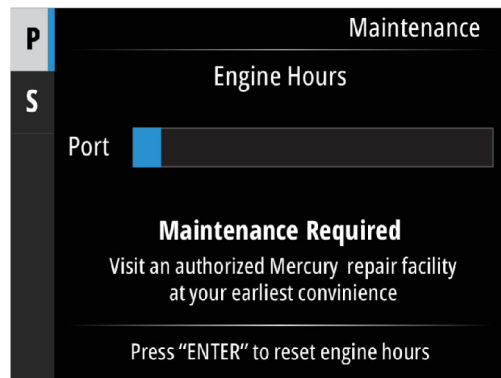 P
Maintenance
Engine Hours
S
Port
Maintenance Required
Visit an authorized Mercury repair facility
at your earliest convinience
Press “ENTER” to reset engine hours